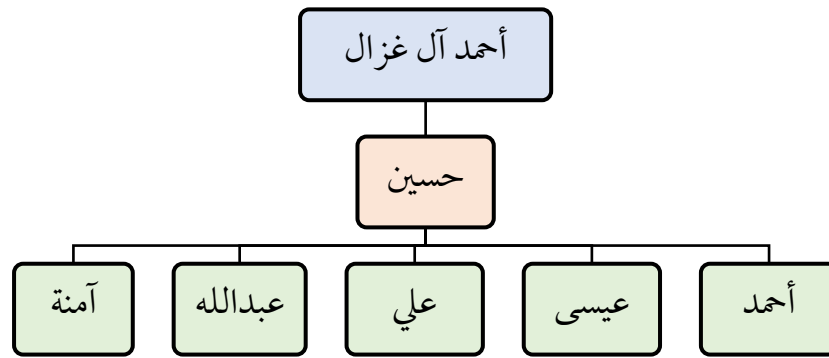 أحمد آل غزال
حسين
أحمد
عيسى
علي
عبدالله
آمنة